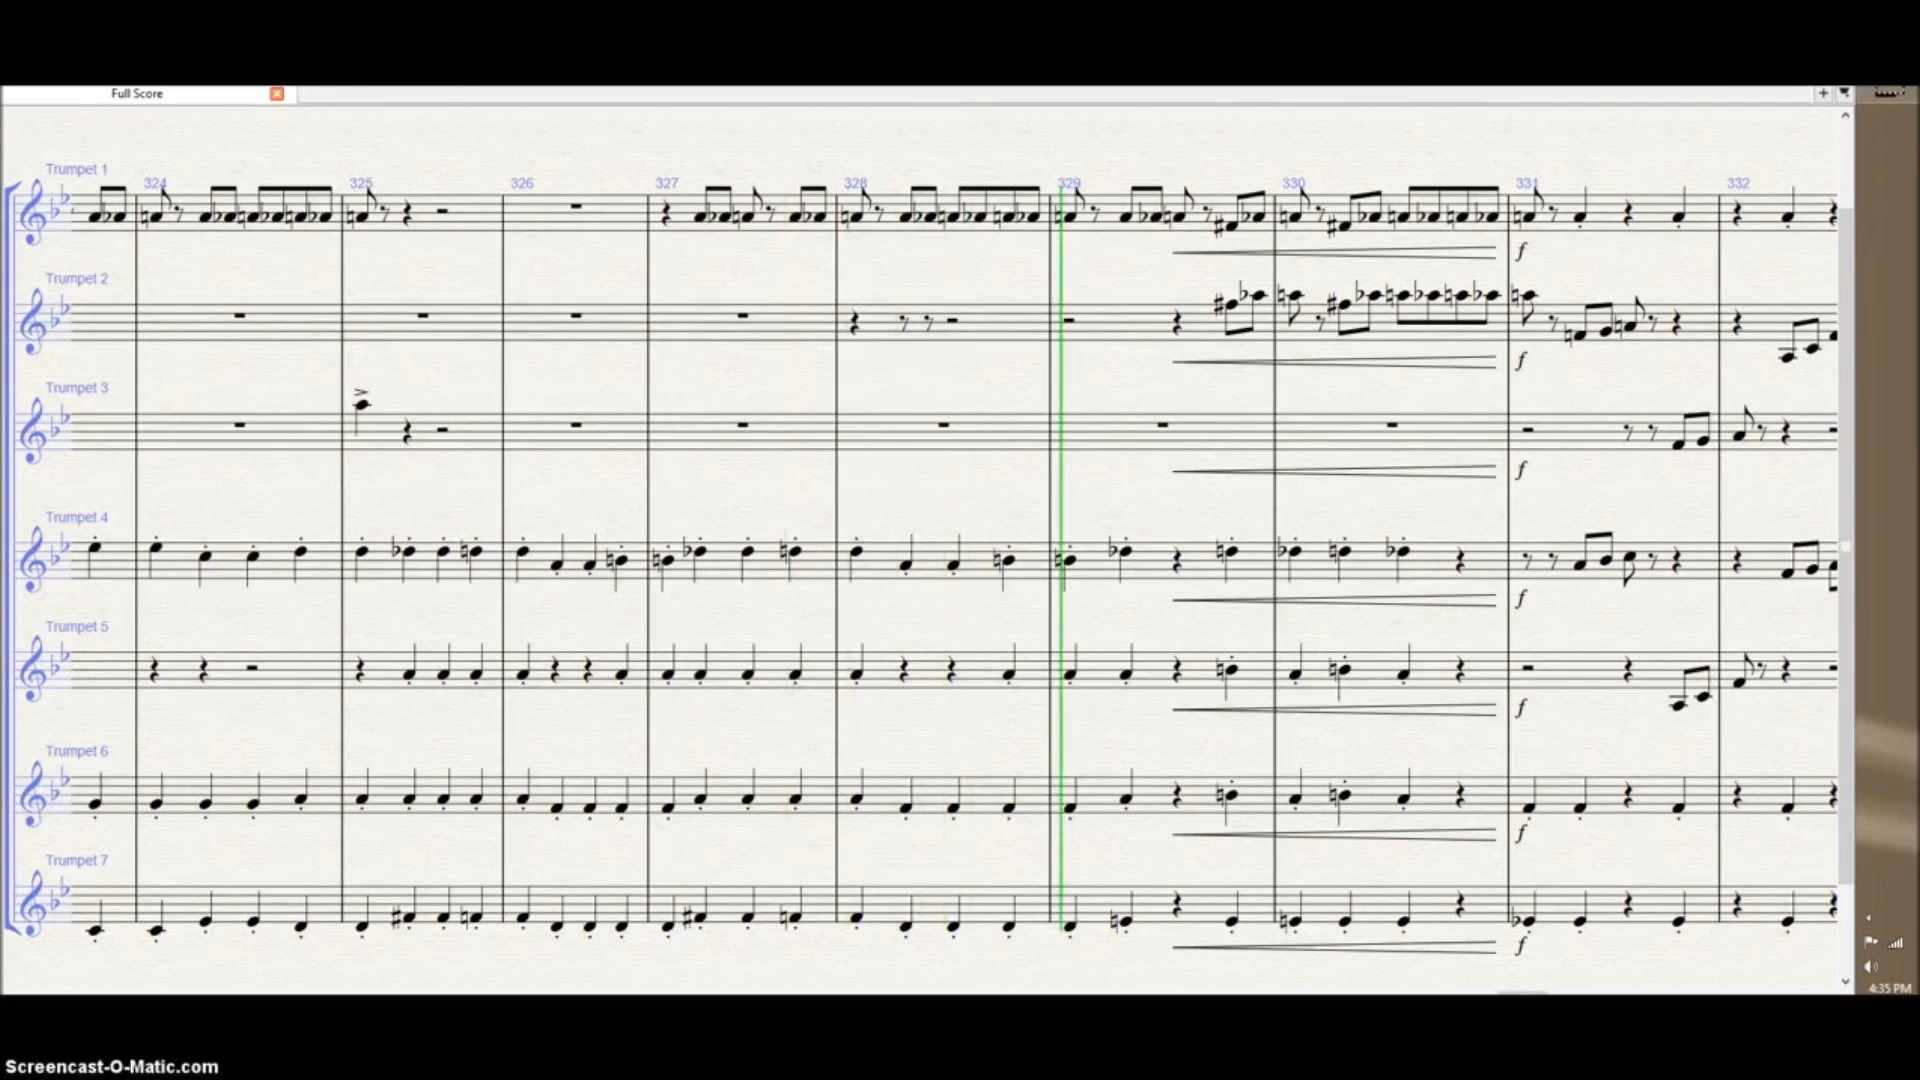 Full Score
Trumpet 1
324 325 326 327 328 329 330 331 332
f
Trumpet 2
f
Trumpet 3
f
Trumpet 4
f
Trumpet 5
f
Trumpet 6
f
Trumpet 7
f
4:35 PM
Screencast-O-Matic.com